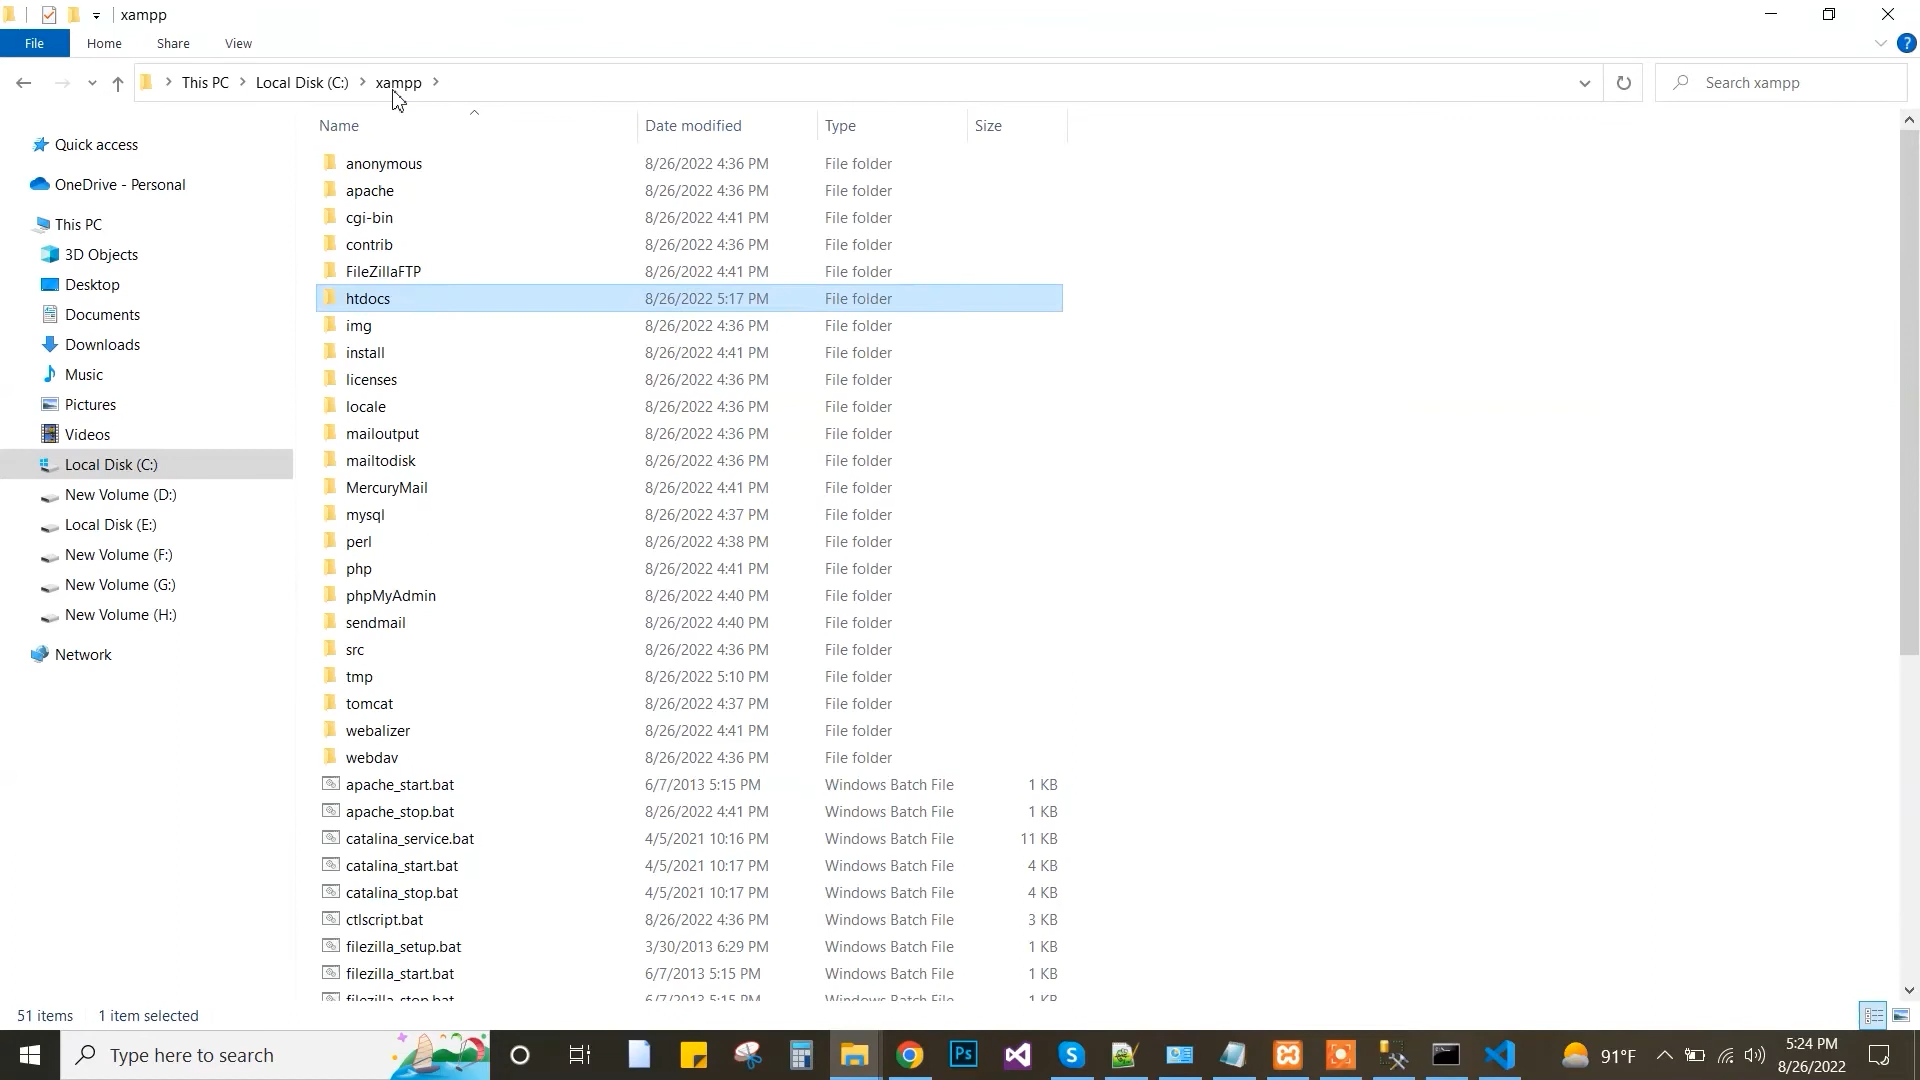 xampp
File Home Share View
This PC Local Disk (C:) xampp
Search xampp
Name Date modified Type Size
Quick access
OneDrive - Personal
This PC
3D Objects
Desktop
Documents
Downloads
Music
Pictures
Videos
Local Disk (C:)
New Volume (D:)
Local Disk (E:)
New Volume (F:)
New Volume (G:)
New Volume (H:)
Network
anonymous 8/26/2022 4:36 PM File folder
apache 8/26/2022 4:36 PM File folder
cgi-bin 8/26/2022 4:41 PM File folder
contrib 8/26/2022 4:36 PM File folder
FileZillaFTP 8/26/2022 4:41 PM File folder
htdocs 8/26/2022 5:17 PM File folder
img 8/26/2022 4:36 PM File folder
install 8/26/2022 4:41 PM File folder
licenses 8/26/2022 4:36 PM File folder
locale 8/26/2022 4:36 PM File folder
mailoutput 8/26/2022 4:36 PM File folder
mailtodisk 8/26/2022 4:36 PM File folder
MercuryMail 8/26/2022 4:41 PM File folder
mysql 8/26/2022 4:37 PM File folder
perl 8/26/2022 4:38 PM File folder
php 8/26/2022 4:41 PM File folder
phpMyAdmin 8/26/2022 4:40 PM File folder
sendmail 8/26/2022 4:40 PM File folder
src 8/26/2022 4:36 PM File folder
tmp 8/26/2022 5:10 PM File folder
tomcat 8/26/2022 4:37 PM File folder
webalizer 8/26/2022 4:41 PM File folder
webdav 8/26/2022 4:36 PM File folder
apache_start.bat 6/7/2013 5:15 PM Windows Batch File 1 KB
apache_stop.bat 8/26/2022 4:41 PM Windows Batch File 1 KB
catalina_service.bat 4/5/2021 10:16 PM Windows Batch File 11 KB
catalina_start.bat 4/5/2021 10:17 PM Windows Batch File 4 KB
catalina_stop.bat 4/5/2021 10:17 PM Windows Batch File 4 KB
ctlscript.bat 8/26/2022 4:36 PM Windows Batch File 3 KB
filezilla_setup.bat 3/30/2013 6:29 PM Windows Batch File 1 KB
filezilla_start.bat 6/7/2013 5:15 PM Windows Batch File 1 KB
filezilla_stop.bat 6/7/2013 5:15 PM Windows Batch File 1 KB
51 items 1 item selected
Type here to search
Ps
91°F
5:24 PM
8/26/2022